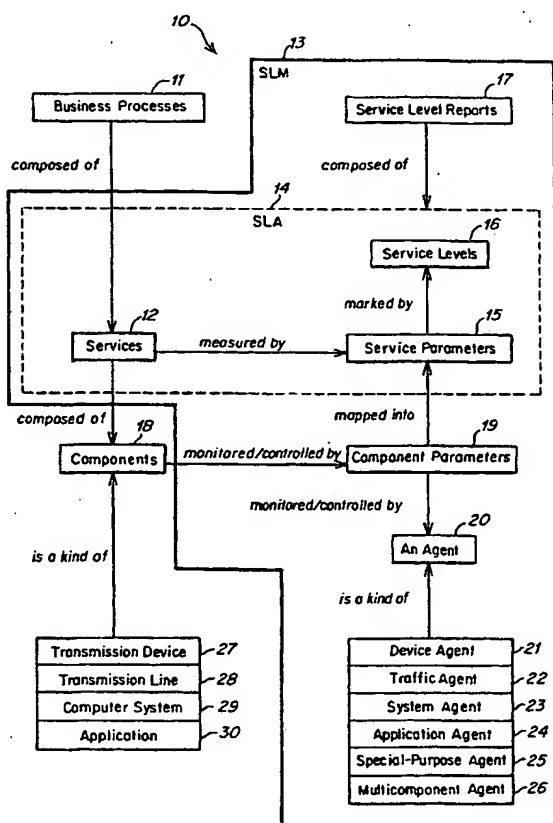 10
13
SLM
11
Business Processes
17
Service Level Reports
composed of
composed of
14
SLA
16
Service Levels
marked by
12
Services
measured by
15
Service Parameters
composed of
mapped into
18
Components
monitored/controlled by
19
Component Parameters
monitored/controlled by
20
An Agent
is a kind of
is a kind of
Transmission Device 27
Transmission Line 28
Computer System 29
Application 30
Device Agent 21
Traffic Agent 22
System Agent 23
Application Agent 24
Special-Purpose Agent 25
Multicomponent Agent 26